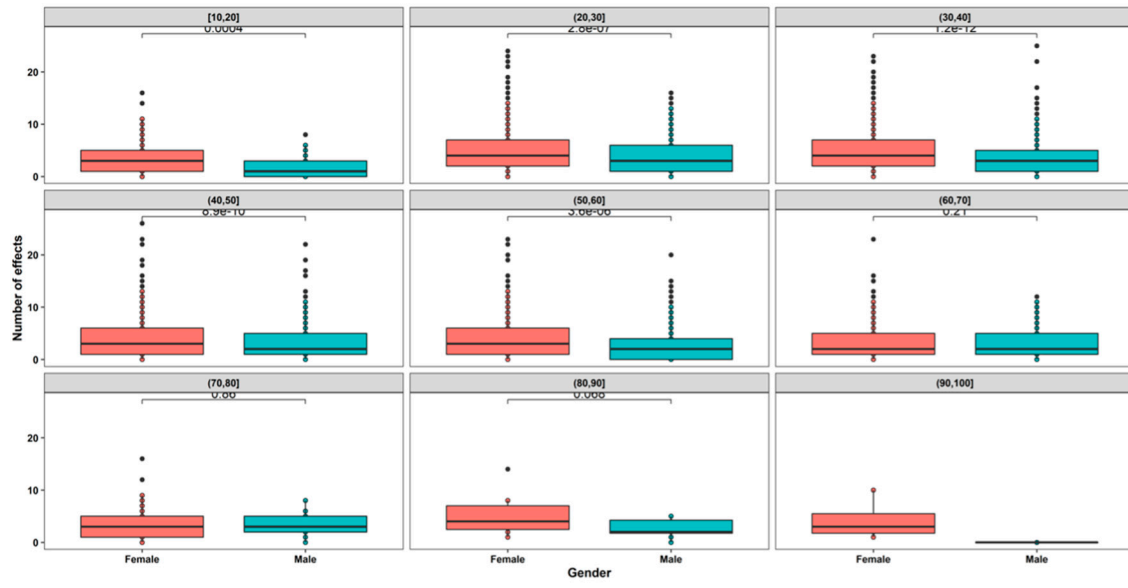 [10,20] (20,30] (30,40]
0.0004 2.8e-07 1.2e-12
20
10
0
(40,50] (50,60] (60,70]
8.9e-10 3.6e-06 0.21
20
10
0
Number of effects
(70,80] (80,90] (90,100]
0.86 0.068
20
10
0
Female Male Female Male Female Male
Gender